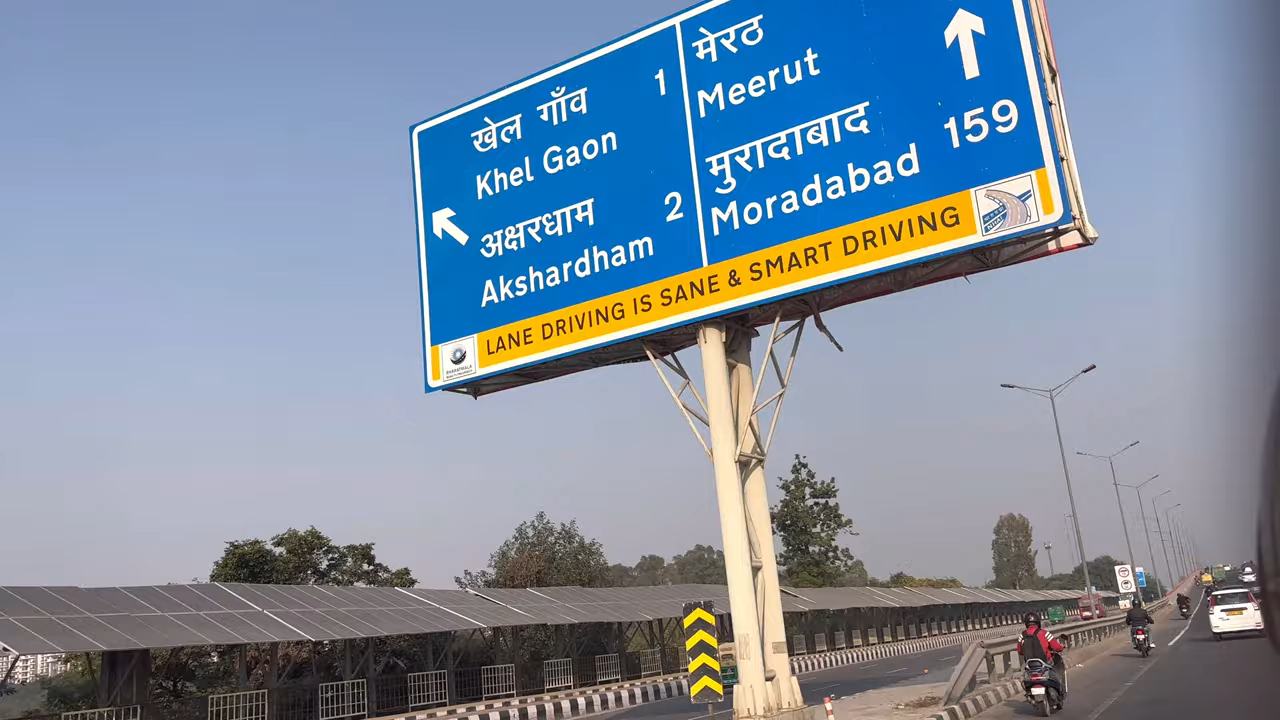 खेल गाँव 1
Khel Gaon
अक्षरधाम 2
Akshardham
मेरठ
Meerut
मुरादाबाद 159
Moradabad
LANE DRIVING IS SANE & SMART DRIVING